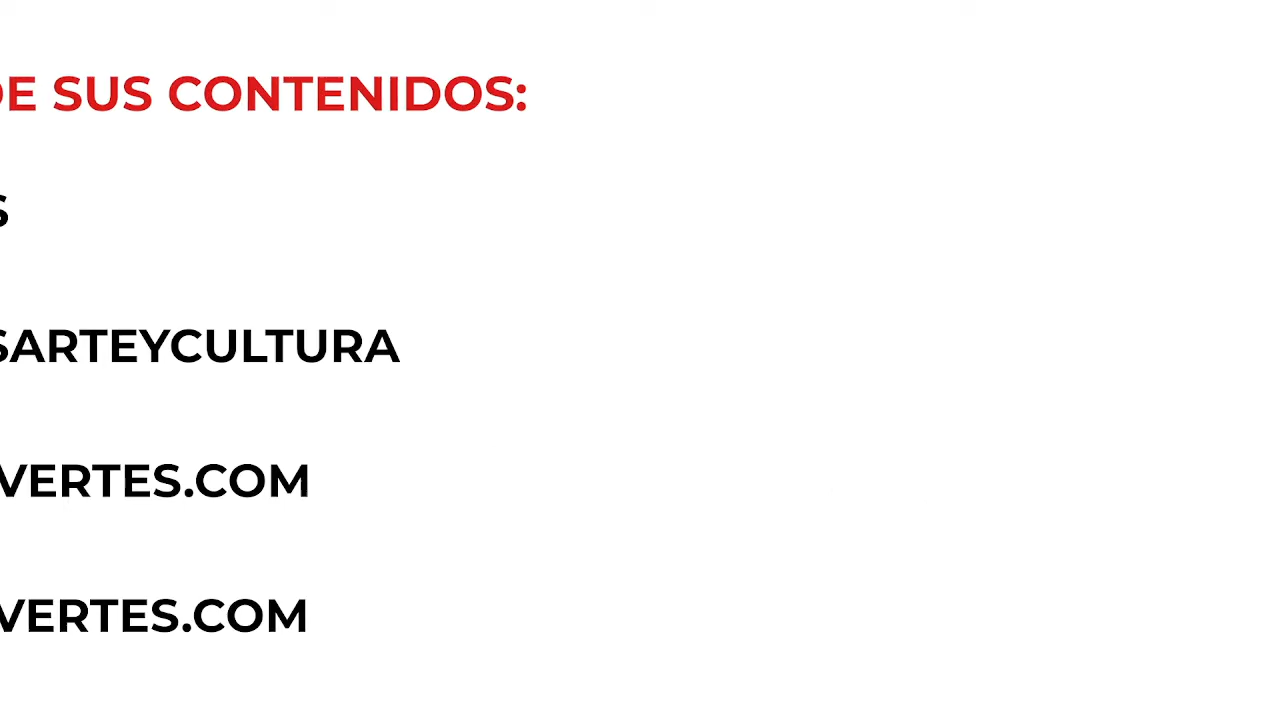 DE SUS CONTENIDOS:
S
SARTEYCULTURA
VERTES.COM
VERTES.COM